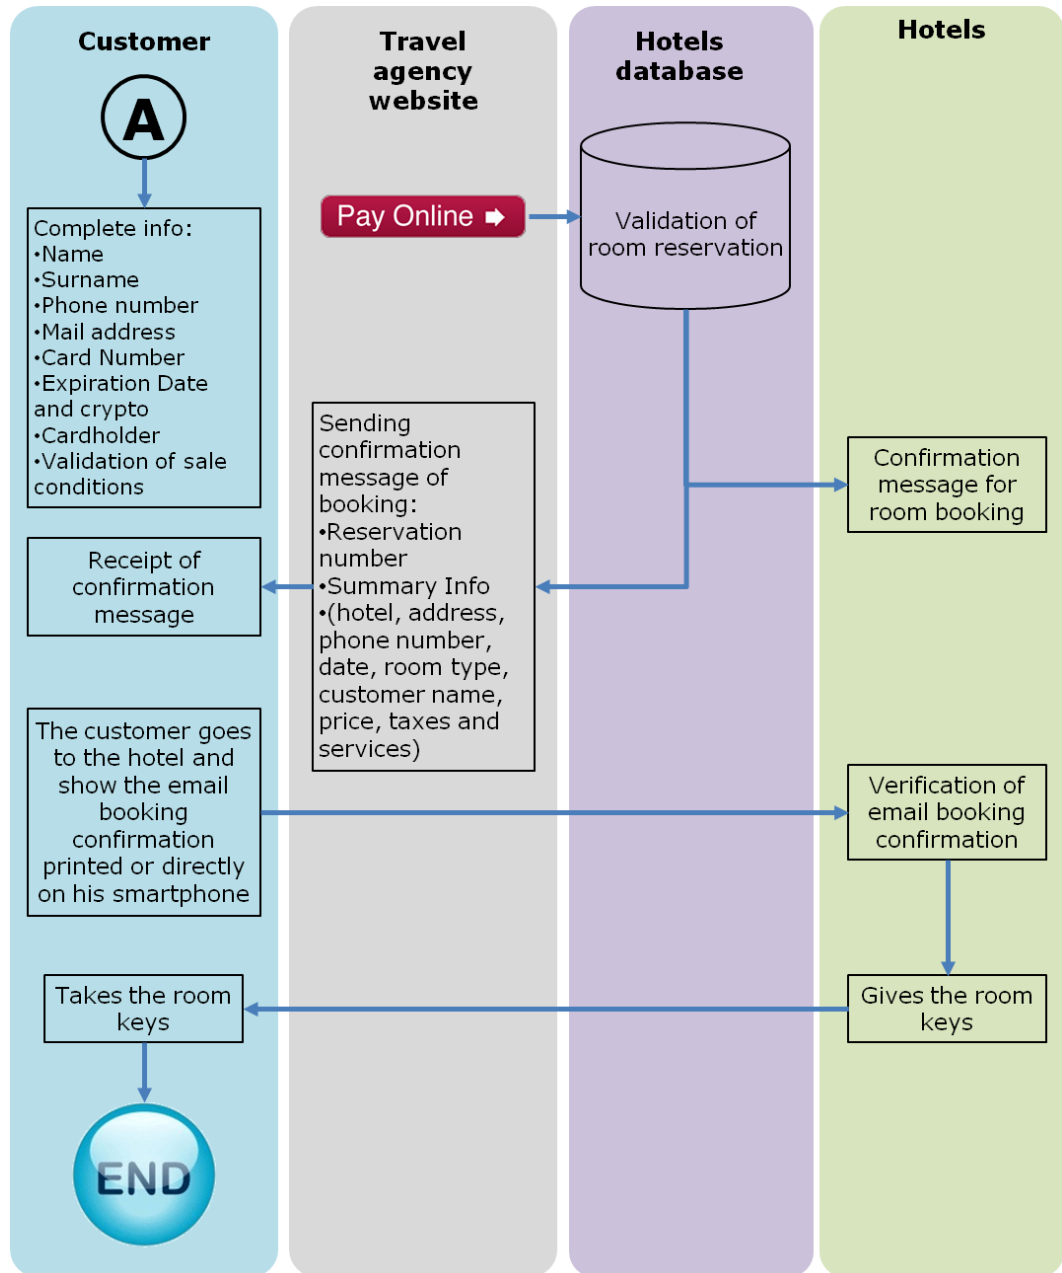 Customer
A
Complete info:
•Name
•Surname
•Phone number
•Mail address
•Card Number
•Expiration Date
and crypto
•Cardholder
•Validation of sale
conditions
Receipt of
confirmation
message
The customer goes
to the hotel and
show the email
booking
confirmation
printed or directly
on his smartphone
Takes the room
keys
END
Travel
agency
website
Pay Online
Sending
confirmation
message of
booking:
•Reservation
number
•Summary Info
•(hotel, address,
phone number,
date, room type,
customer name,
price, taxes and
services)
Hotels
database
Validation of
room reservation
Hotels
Confirmation
message for
room booking
Verification of
email booking
confirmation
Gives the room
keys